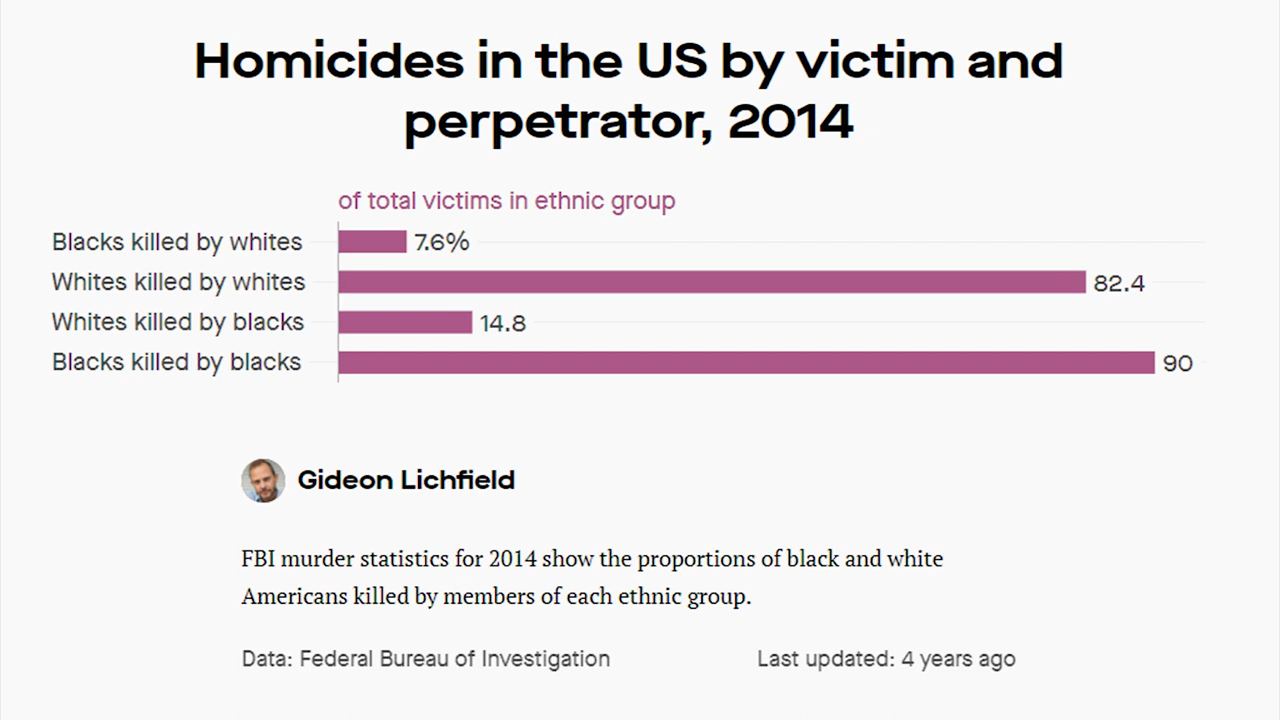 Homicides in the US by victim and
perpetrator, 2014
of total victims in ethnic group
Blacks killed by whites 7.6%
Whites killed by whites 82.4
Whites killed by blacks 14.8
Blacks killed by blacks 90
Gideon Lichfield
FBI murder statistics for 2014 show the proportions of black and white
Americans killed by members of each ethnic group.
Data: Federal Bureau of Investigation Last updated: 4 years ago